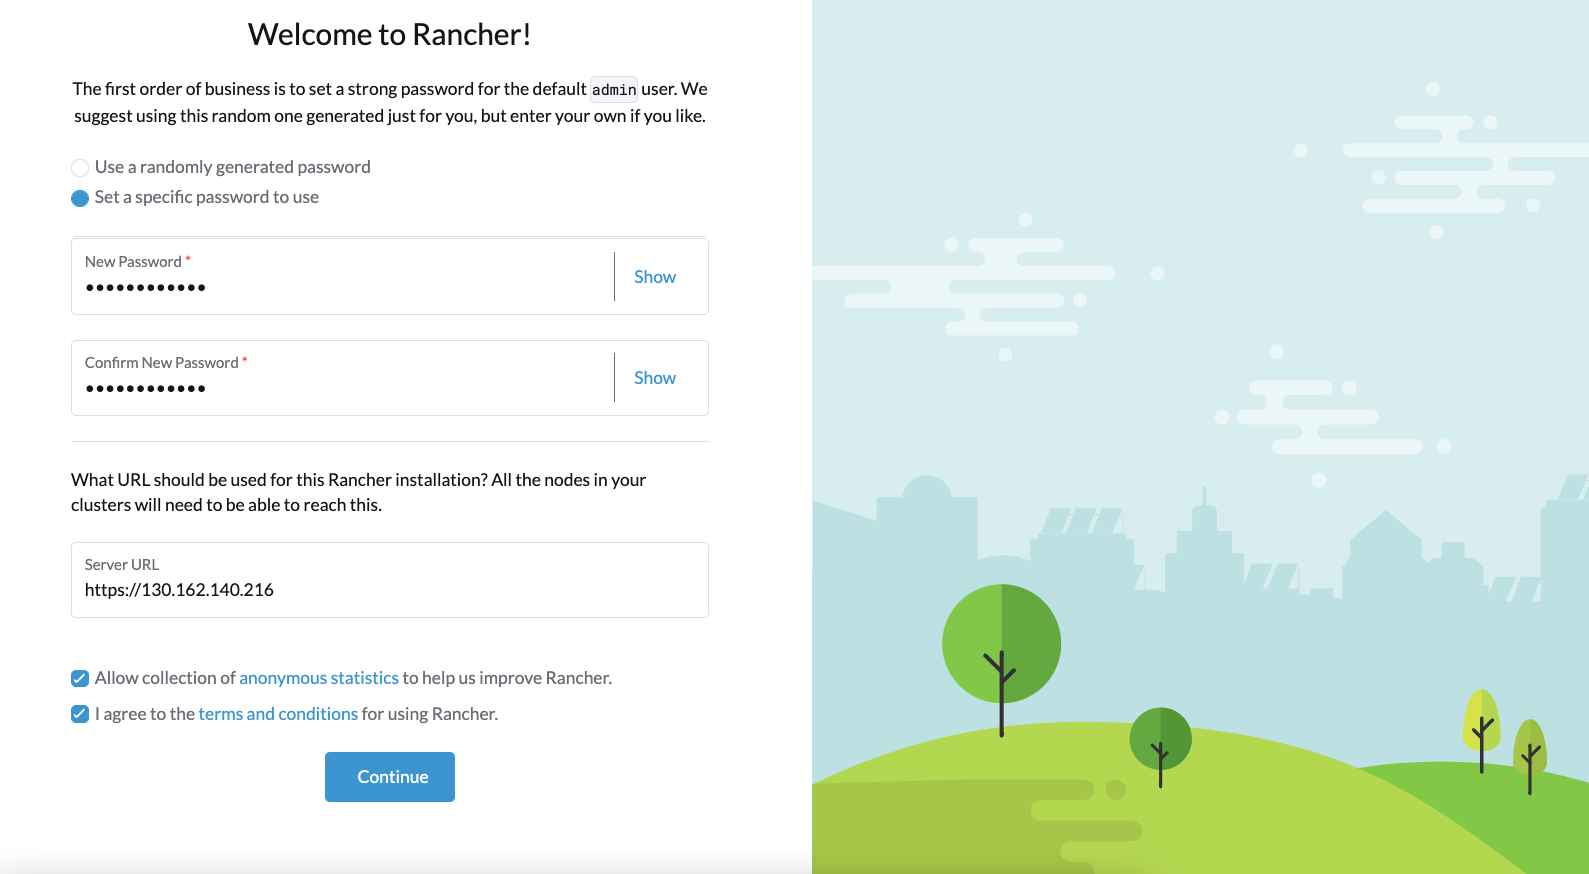 Welcome to Rancher!
The first order of business is to set a strong password for the default admin user. We
suggest using this random one generated just for you, but enter your own if you like.
Use a randomly generated password
Set a specific password to use
New Password *
••••••••••••
Show
Confirm New Password *
••••••••••••
Show
What URL should be used for this Rancher installation? All the nodes in your
clusters will need to be able to reach this.
Server URL
https://130.162.140.216
Allow collection of anonymous statistics to help us improve Rancher.
I agree to the terms and conditions for using Rancher.
Continue